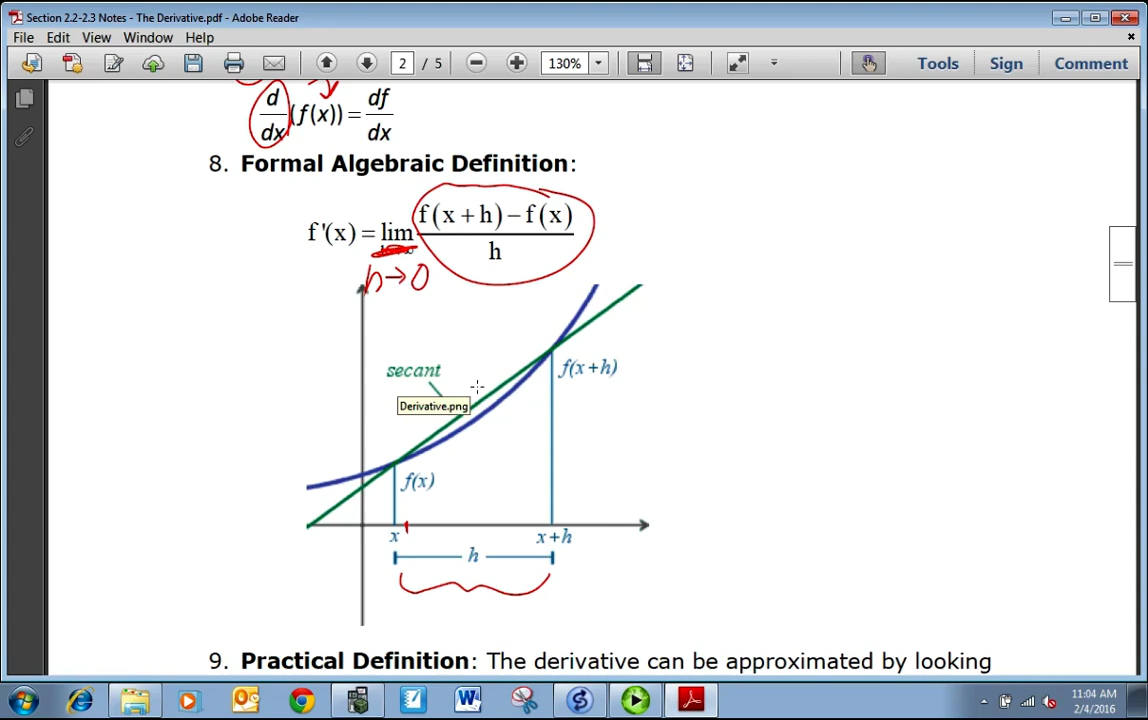 Section 2.2-2.3 Notes - The Derivative.pdf - Adobe Reader
File Edit View Window Help
2 / 5 130% Tools Sign Comment
d/dx (f(x)) = df/dx
8. Formal Algebraic Definition:
f'(x) = lim f(x+h)−f(x) / h
h→0
secant
f(x+h)
Derivative.png
f(x)
x x+h
h
9. Practical Definition: The derivative can be approximated by looking
11:04 AM
2/4/2016